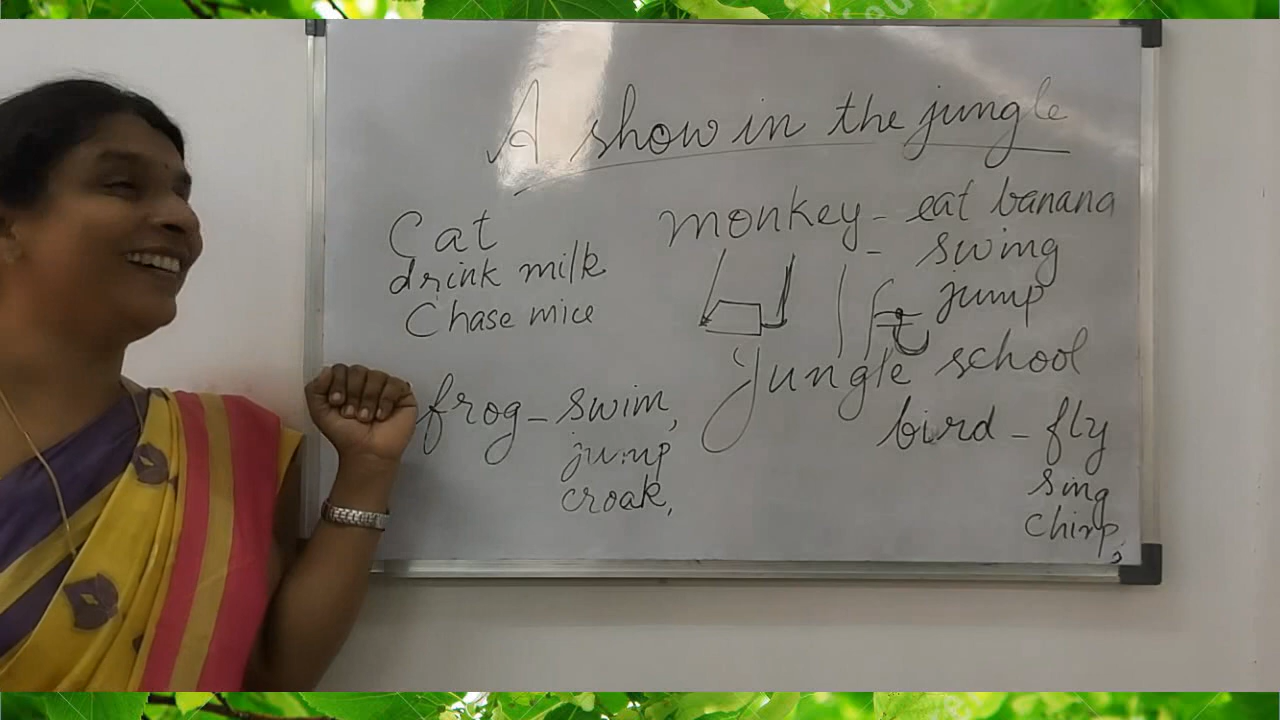 A show in the jungle
Cat
drink milk
Chase mice
monkey - eat banana
- swing
jump
Jungle school
frog - swim,
jump
croak,
bird - fly
sing
chirp,